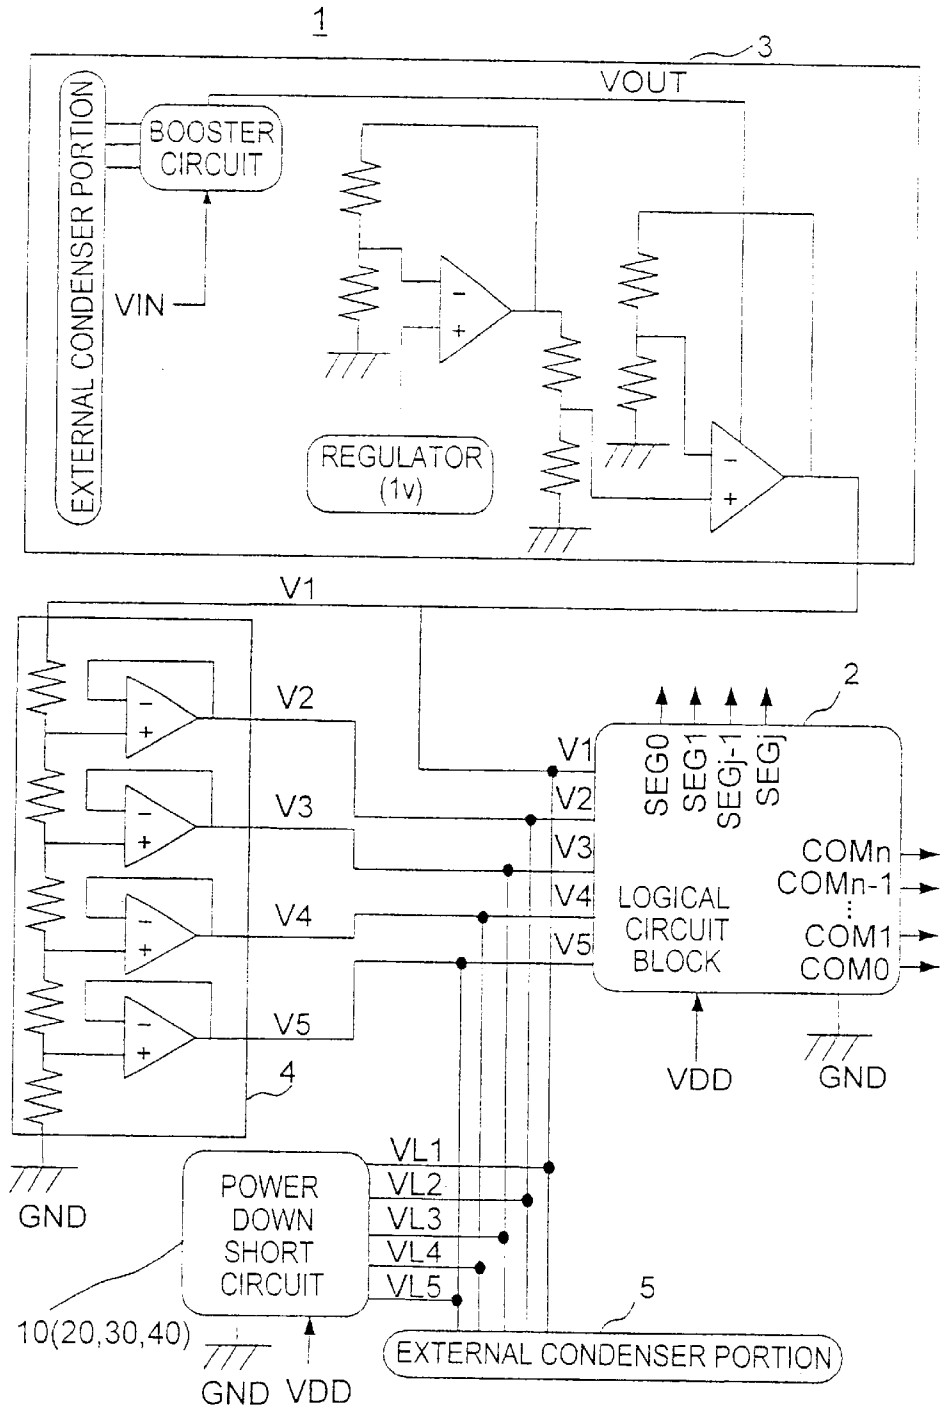 1
3
VOUT
EXTERNAL CONDENSER PORTION
BOOSTER
CIRCUIT
VIN
-
+
REGULATOR
(1v)
-
+
V1
-
+
V2
-
+
V3
-
+
V4
-
+
V5
4
GND
2
SEG0
SEG1
SEGj-1
SEGj
V1
V2
V3
V4
V5
LOGICAL
CIRCUIT
BLOCK
COMn
COMn-1
⋮
COM1
COM0
VDD
GND
POWER
DOWN
SHORT
CIRCUIT
VL1
VL2
VL3
VL4
VL5
10(20,30,40)
GND
VDD
5
EXTERNAL CONDENSER PORTION